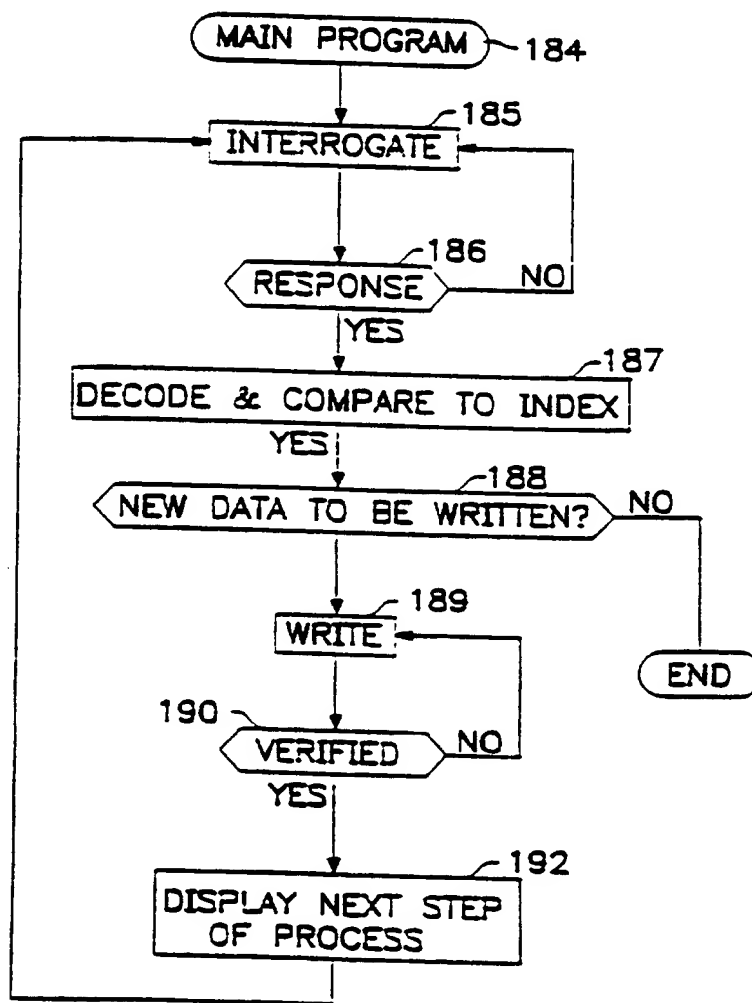 MAIN PROGRAM
184
185
INTERROGATE
186
RESPONSE
NO
YES
187
DECODE & COMPARE TO INDEX
YES
188
NEW DATA TO BE WRITTEN?
NO
189
WRITE
END
190
VERIFIED
NO
YES
192
DISPLAY NEXT STEP
OF PROCESS